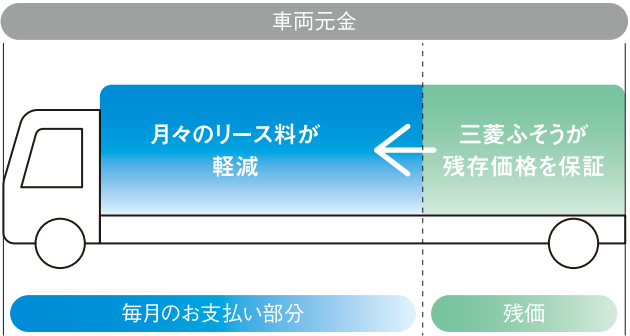 車両元金
月々のリース料が
軽減
三菱ふそうが
残存価格を保証
毎月のお支払い部分
残価